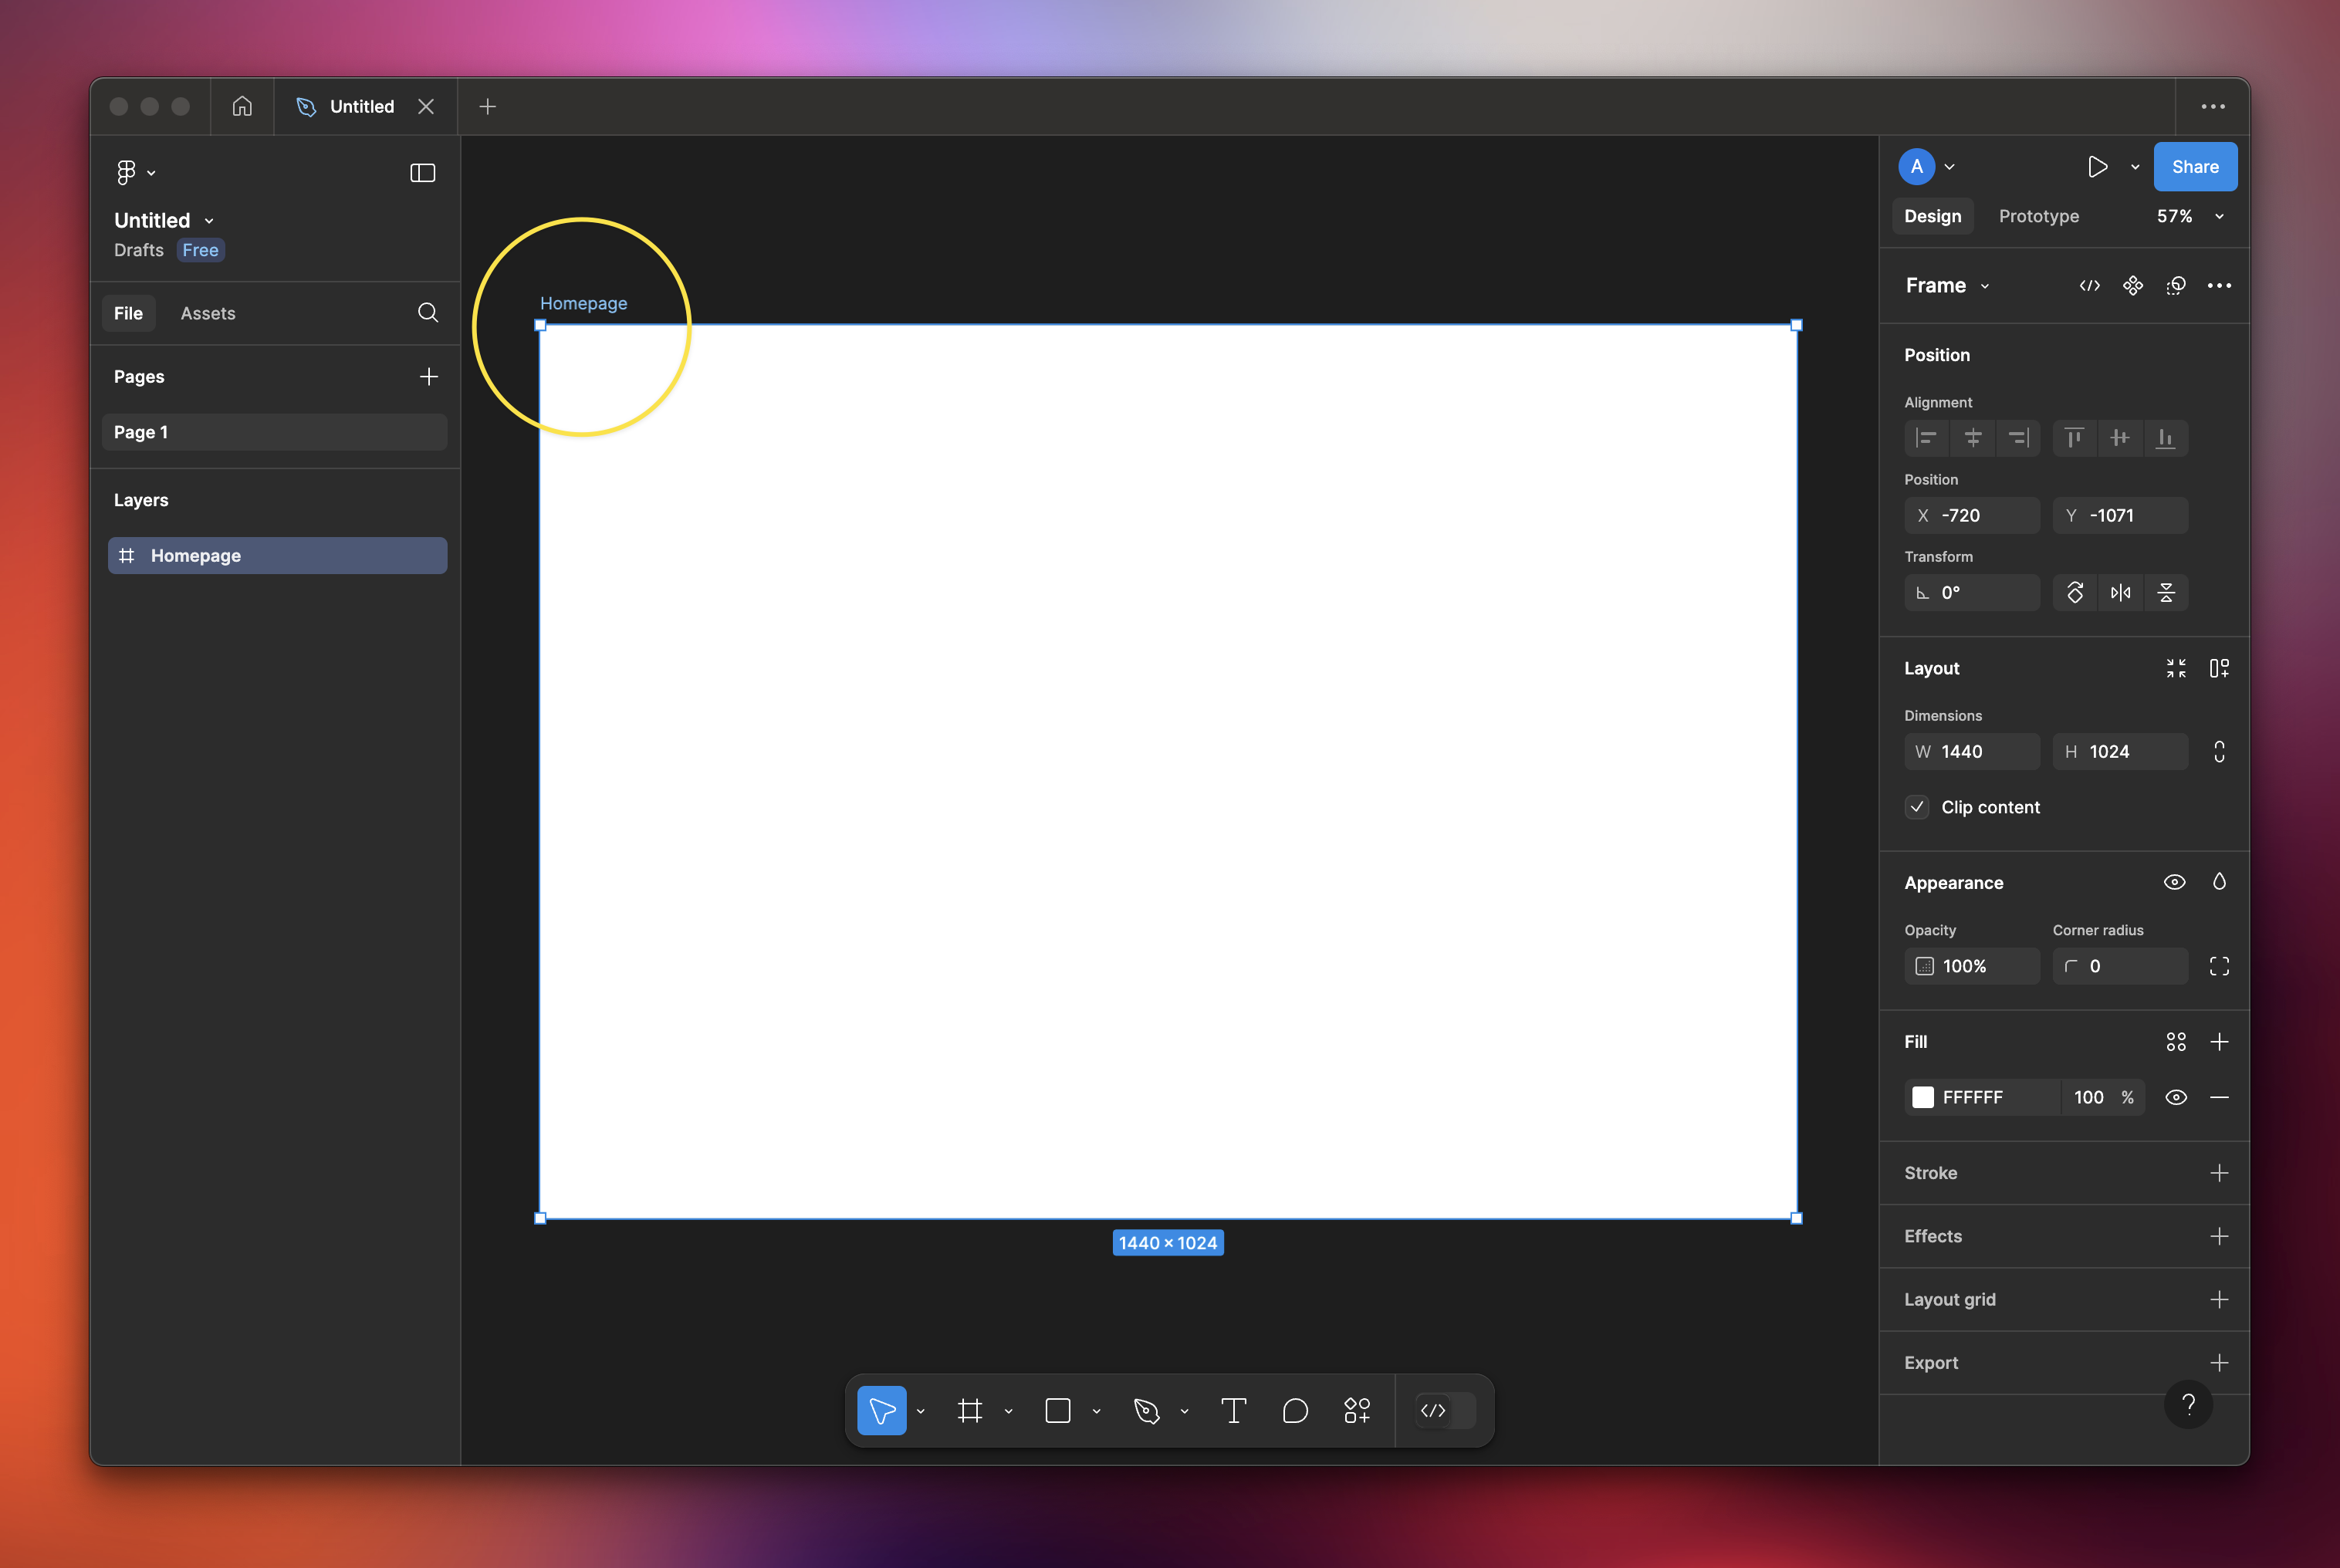 Untitled
Untitled
Drafts Free
File Assets
Pages
Page 1
Layers
Homepage
Homepage
1440 × 1024
A Share
Design Prototype 57%
Frame
Position
Alignment
Position
X -720 Y -1071
Transform
0°
Layout
Dimensions
W 1440 H 1024
Clip content
Appearance
Opacity Corner radius
100% 0
Fill
FFFFFF 100 %
Stroke
Effects
Layout grid
Export
?